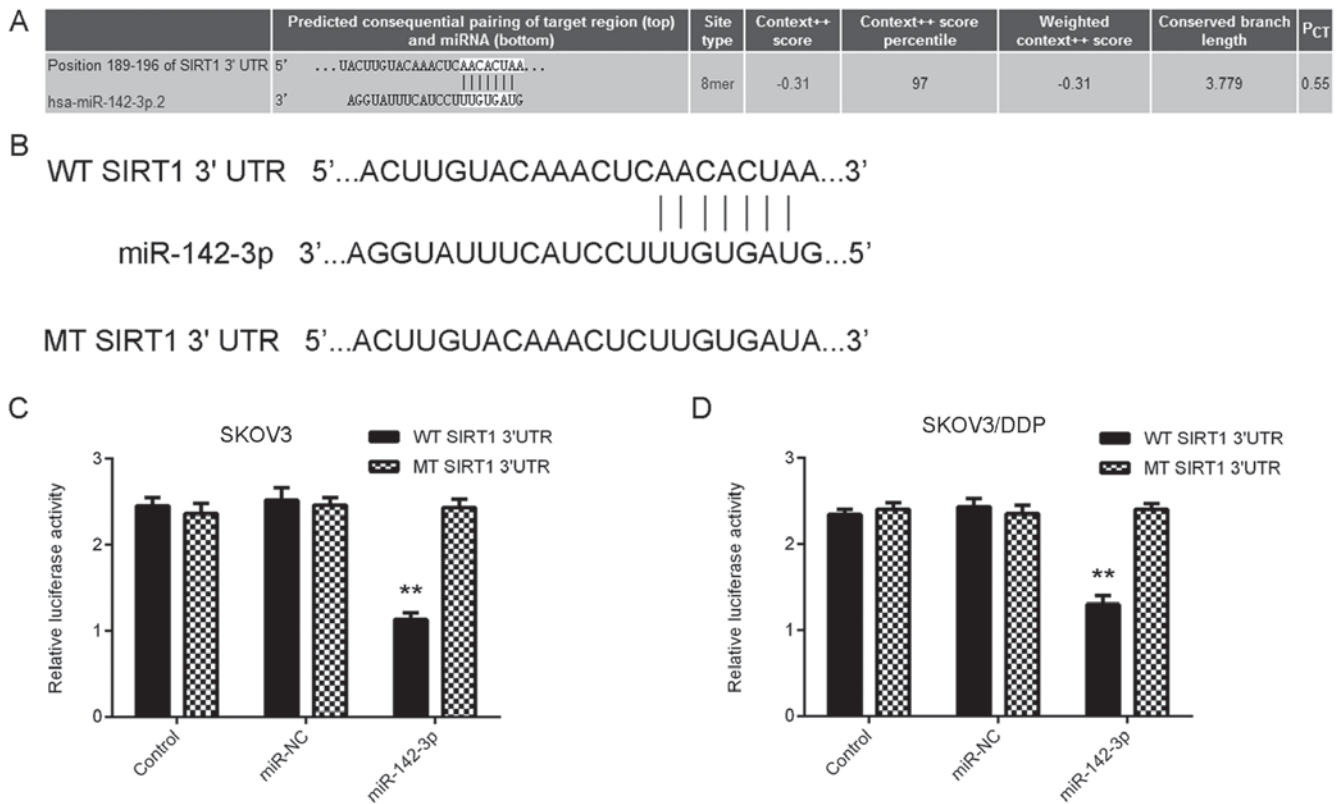 A
Predicted consequential pairing of target region (top) and miRNA (bottom)
Site type
Context++ score
Context++ score percentile
Weighted context++ score
Conserved branch length
PCT
Position 189-196 of SIRT1 3' UTR 5' ...UACUUGUACAAACUCAACACUAA...
hsa-miR-142-3p.2 3' AGGUAUUUCAUCCUUUGUGAUG
8mer -0.31 97 -0.31 3.779 0.55
B
WT SIRT1 3' UTR 5'...ACUUGUACAAACUCAACACUAA...3'
miR-142-3p 3'...AGGUAUUUCAUCCUUUGUGAUG...5'
MT SIRT1 3' UTR 5'...ACUUGUACAAACUCUUGUGAUA...3'
C
SKOV3
WT SIRT1 3'UTR
MT SIRT1 3'UTR
Relative luciferase activity
3
2
1
0
**
Control
miR-NC
miR-142-3p
D
SKOV3/DDP
WT SIRT1 3'UTR
MT SIRT1 3'UTR
Relative luciferase activity
3
2
1
0
**
Control
miR-NC
miR-142-3p